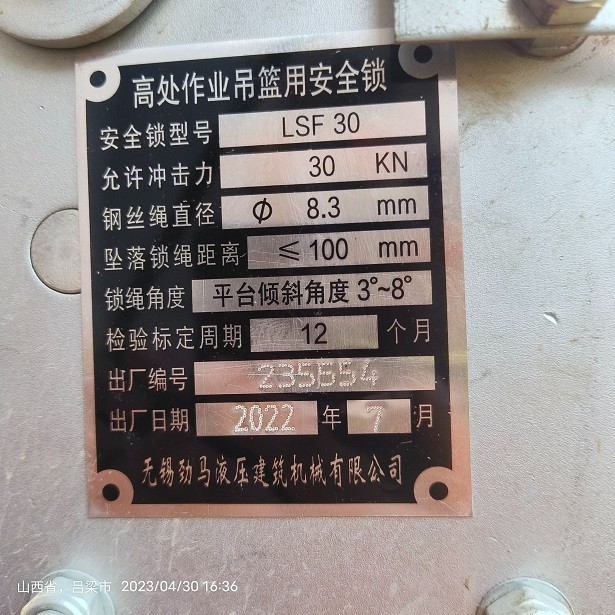 高处作业吊篮用安全锁
安全锁型号 LSF 30
允许冲击力 30 KN
钢丝绳直径 Φ 8.3 mm
坠落锁绳距离 ≤100 mm
锁绳角度 平台倾斜角度 3°~8°
检验标定周期 12 个月
出厂编号 235554
出厂日期 2022 年 7 月
无锡劲马液压建筑机械有限公司
山西省，吕梁市 2023/04/30 16:36